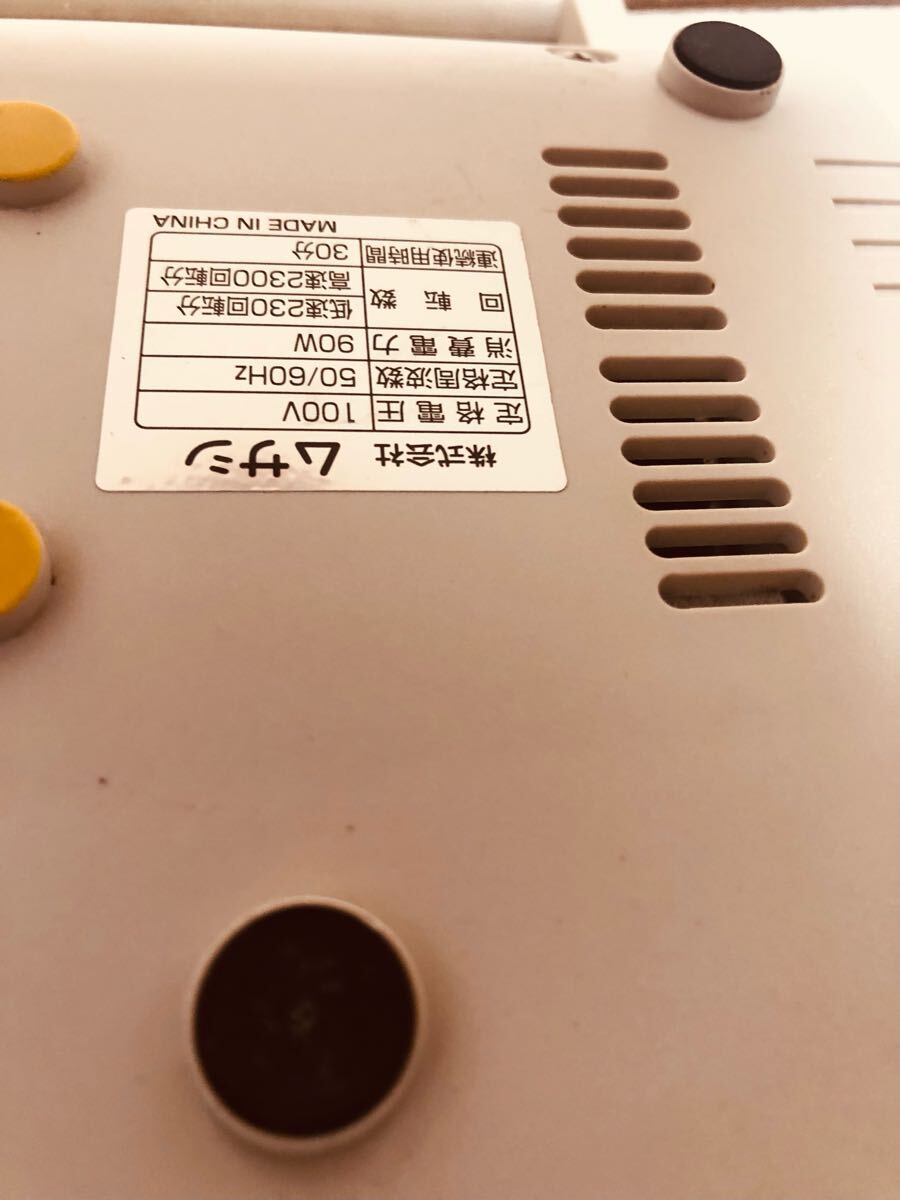 株式会社 ムサシ
定格電圧 100V
定格周波数 50/60Hz
消費電力 90W
回転数 低速230回転分
高速2300回転分
連続使用時間 30分
MADE IN CHINA